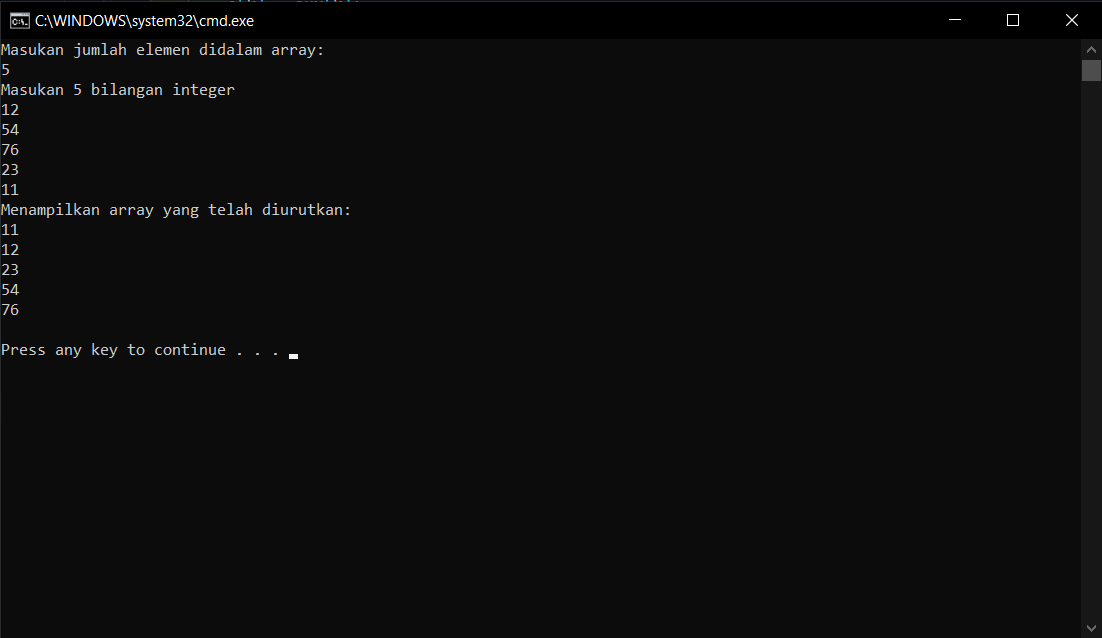 C:\WINDOWS\system32\cmd.exe
Masukan jumlah elemen didalam array:
5
Masukan 5 bilangan integer
12
54
76
23
11
Menampilkan array yang telah diurutkan:
11
12
23
54
76
Press any key to continue . . .